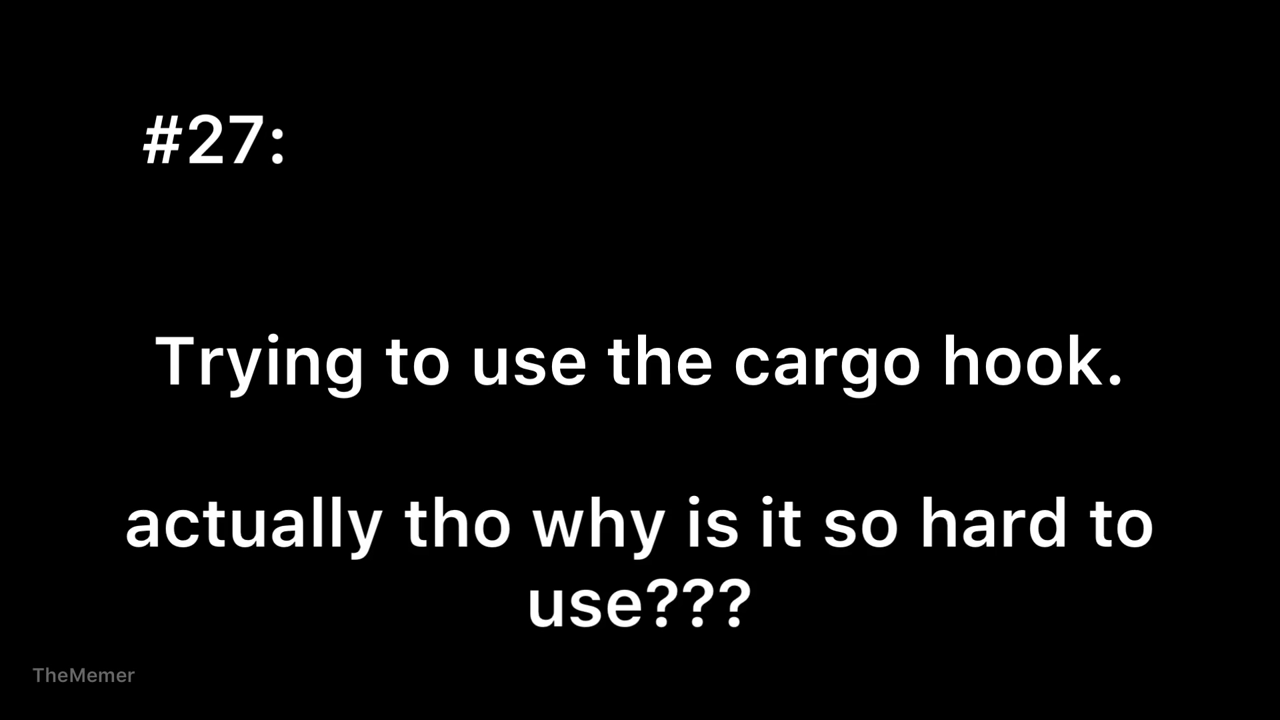 #27:
Trying to use the cargo hook.
actually tho why is it so hard to
use???
TheMemer